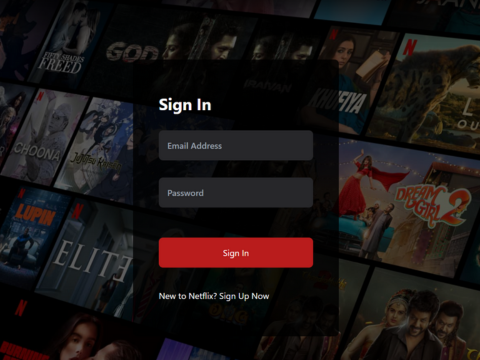 FIFTY SHADES
FREED
GOD
KHUFIYA
N
Sign In
Email Address
CHOONA
Password
DREAM
GIRL 2
LUPIN
ELITE
Sign In
New to Netflix? Sign Up Now